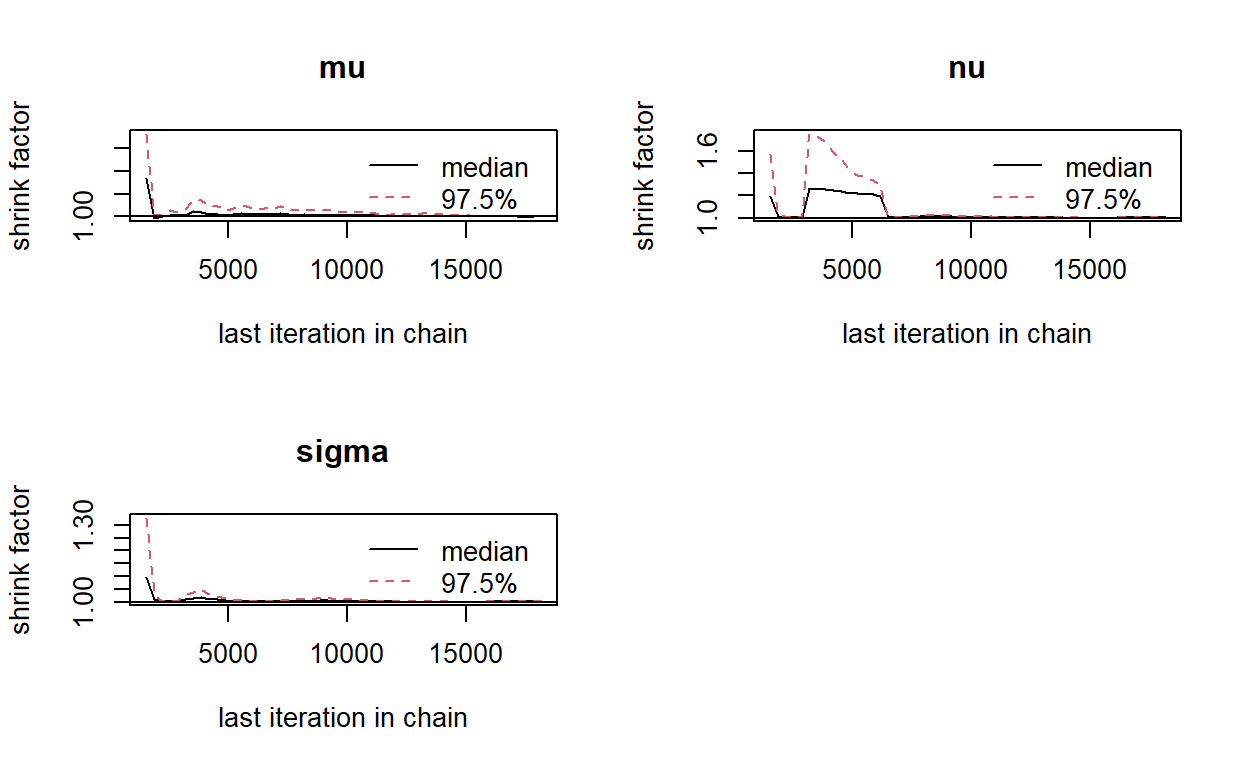 mu
shrink factor
1.00
median
97.5%
5000 10000 15000
last iteration in chain
nu
shrink factor
1.0 1.6
median
97.5%
5000 10000 15000
last iteration in chain
sigma
shrink factor
1.00 1.30
median
97.5%
5000 10000 15000
last iteration in chain